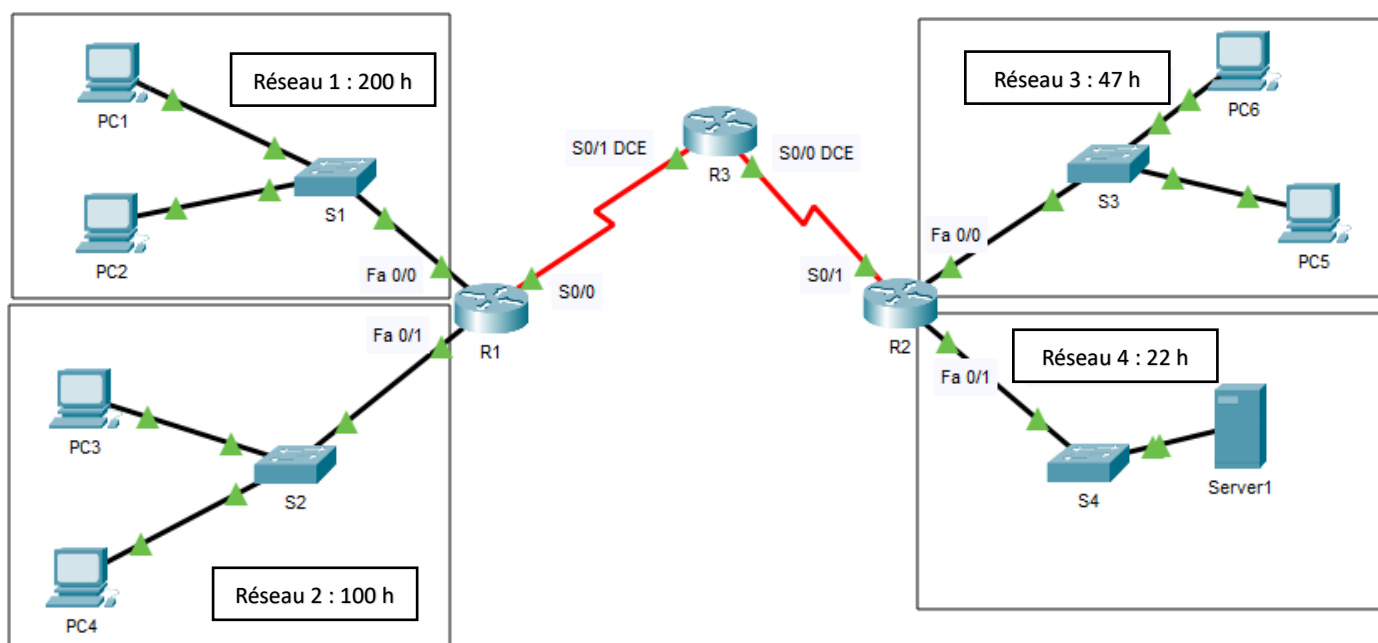 Réseau 1 : 200 h
PC1
PC2
S1
Fa 0/0
Fa 0/1
R1
S0/0
S0/1 DCE
R3
S0/0 DCE
S0/1
R2
Réseau 3 : 47 h
PC6
S3
PC5
Fa 0/0
Réseau 4 : 22 h
Fa 0/1
S4
Server1
PC3
S2
PC4
Réseau 2 : 100 h